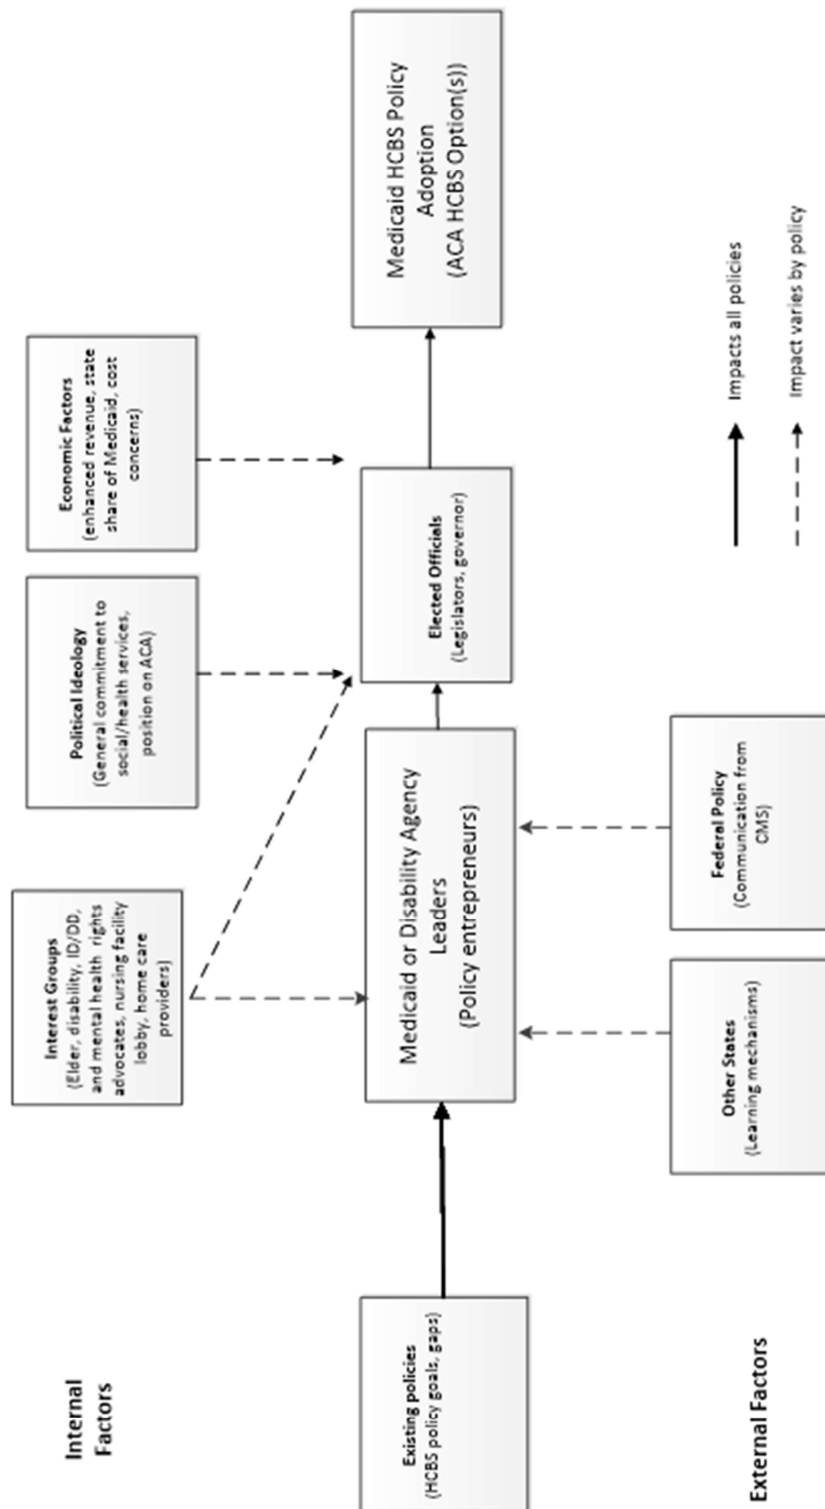 Internal
Factors
Interest Groups
(Elder, disability, ID/DD,
and mental health rights
advocates, nursing facility
lobby, home care
providers)
Political Ideology
(General commitment to
social/health services,
position on ACA)
Economic Factors
(enhanced revenue, state
share of Medicaid, cost
concerns)
Existing policies
(HCBS policy goals, gaps)
Medicaid or Disability Agency
Leaders
(Policy entrepreneurs)
Elected Officials
(Legislators, governor)
Medicaid HCBS Policy
Adoption
(ACA HCBS Option(s))
External Factors
Other States
(Learning mechanisms)
Federal Policy
(Communication from
CMS)
Impacts all policies
Impact varies by policy